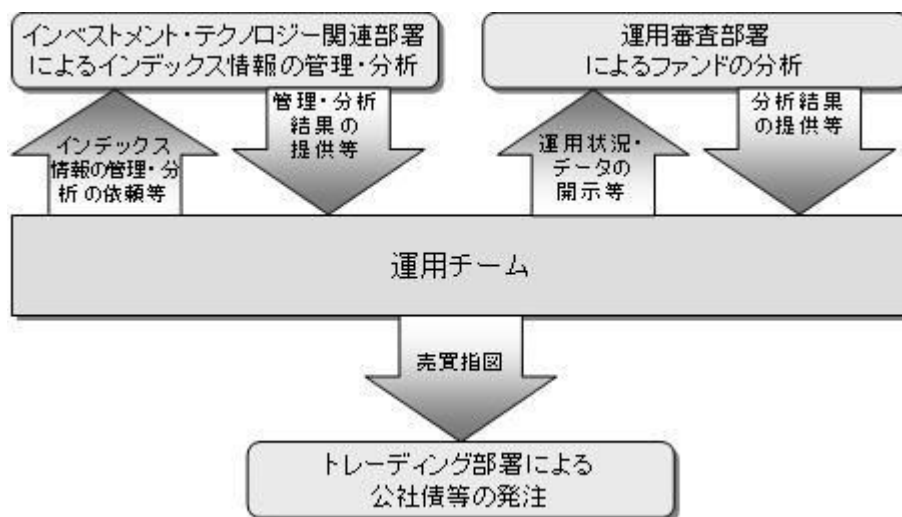 インベストメント・テクノロジー関連部署
によるインデックス情報の管理・分析
運用審査部署
によるファンドの分析
インデックス
情報の管理・分
析の依頼等
管理・分析
結果の
提供等
運用状況・
データの
開示等
分析結果
の提供等
運用チーム
売買指図
トレーディング部署による
公社債等の発注